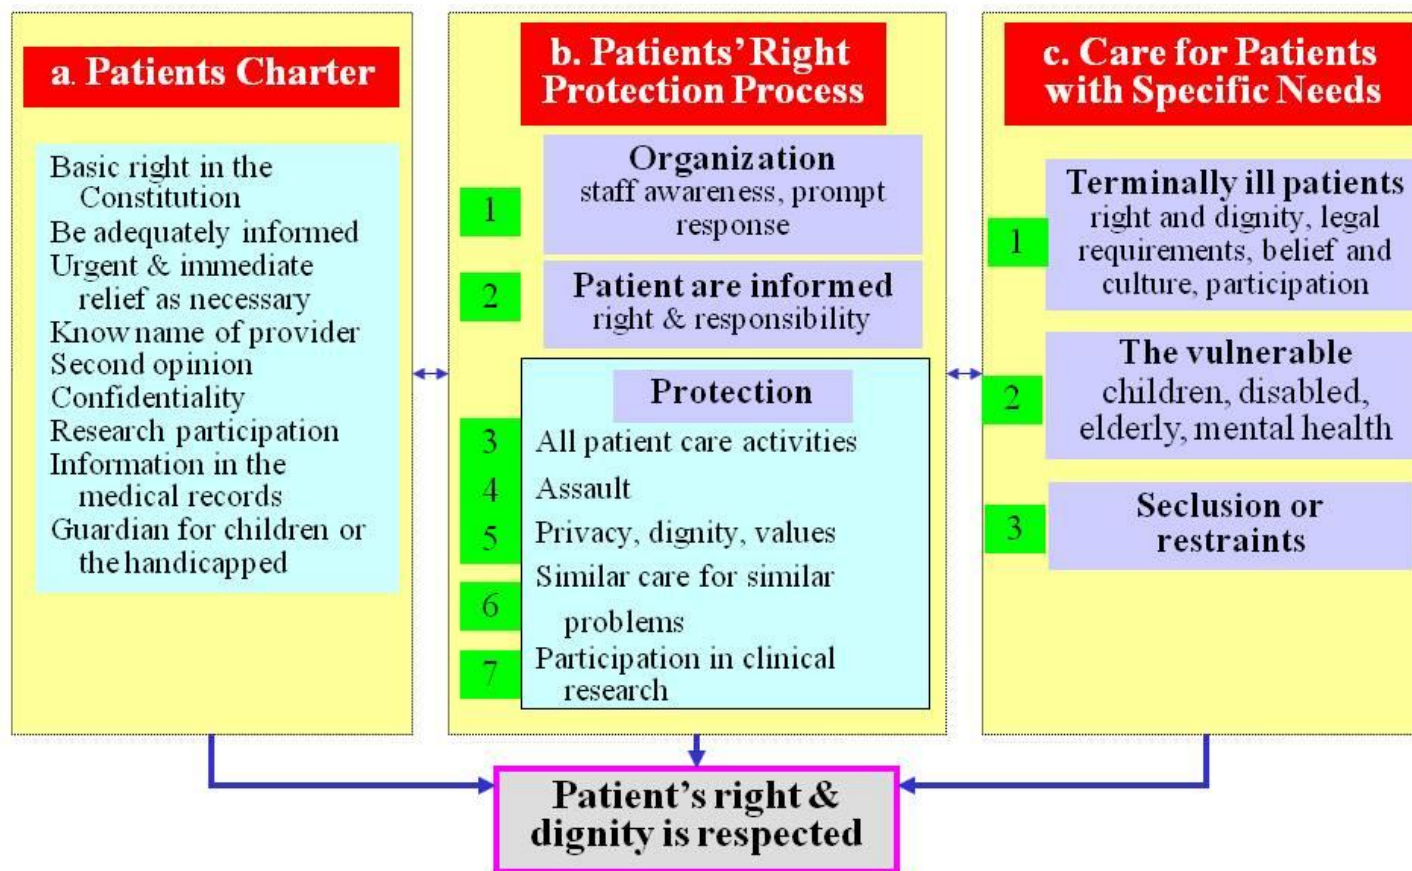 a. Patients Charter
Basic right in the
Constitution
Be adequately informed
Urgent & immediate
relief as necessary
Know name of provider
Second opinion
Confidentiality
Research participation
Information in the
medical records
Guardian for children or
the handicapped
b. Patients' Right
Protection Process
1
Organization
staff awareness, prompt
response
2
Patient are informed
right & responsibility
Protection
3
All patient care activities
4
Assault
5
Privacy, dignity, values
6
Similar care for similar
problems
7
Participation in clinical
research
c. Care for Patients
with Specific Needs
1
Terminally ill patients
right and dignity, legal
requirements, belief and
culture, participation
2
The vulnerable
children, disabled,
elderly, mental health
3
Seclusion or
restraints
Patient's right &
dignity is respected